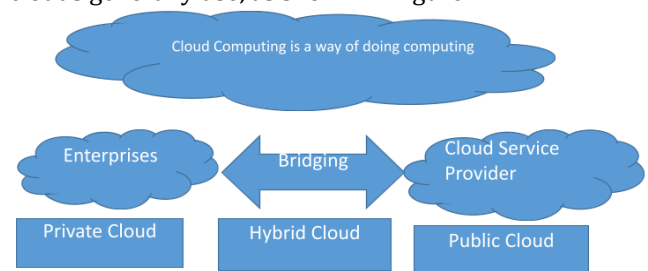 Cloud Computing is a way of doing computing
Enterprises
Bridging
Cloud Service
Provider
Private Cloud
Hybrid Cloud
Public Cloud